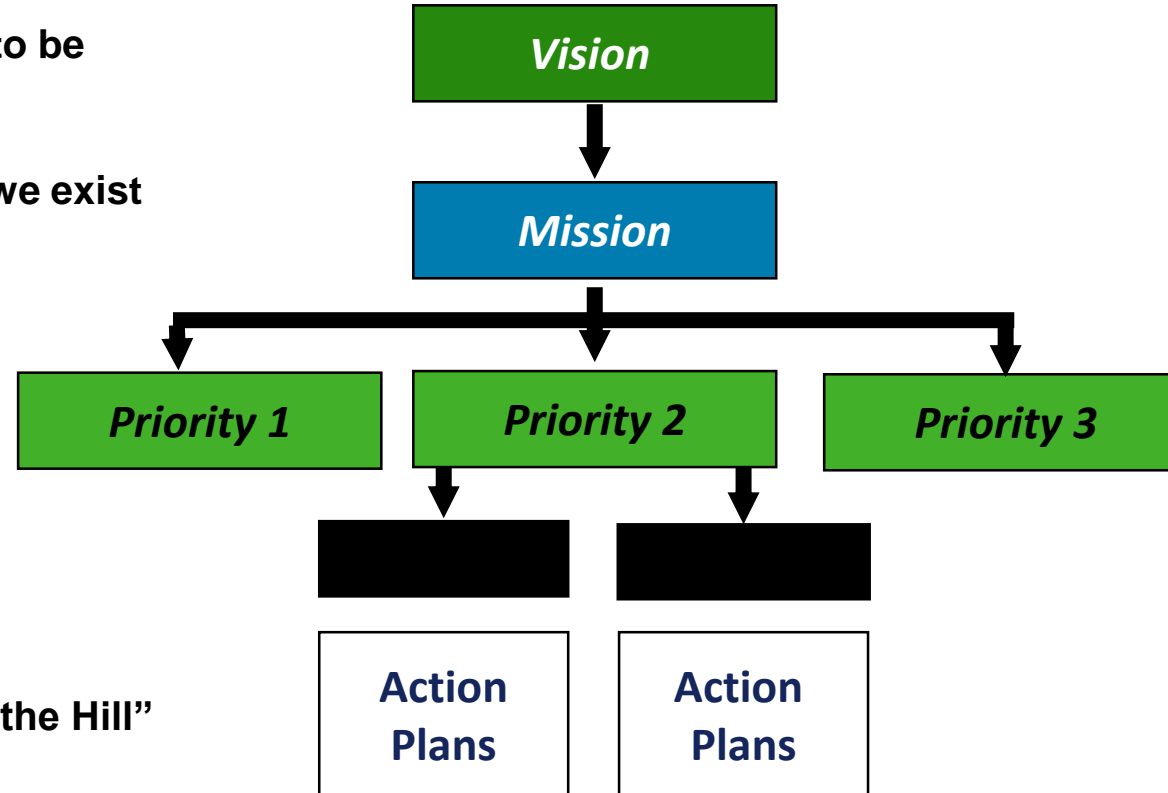 to be
Vision
we exist
Mission
Priority 1
Priority 2
Priority 3
Action
Plans
Action
Plans
the Hill”